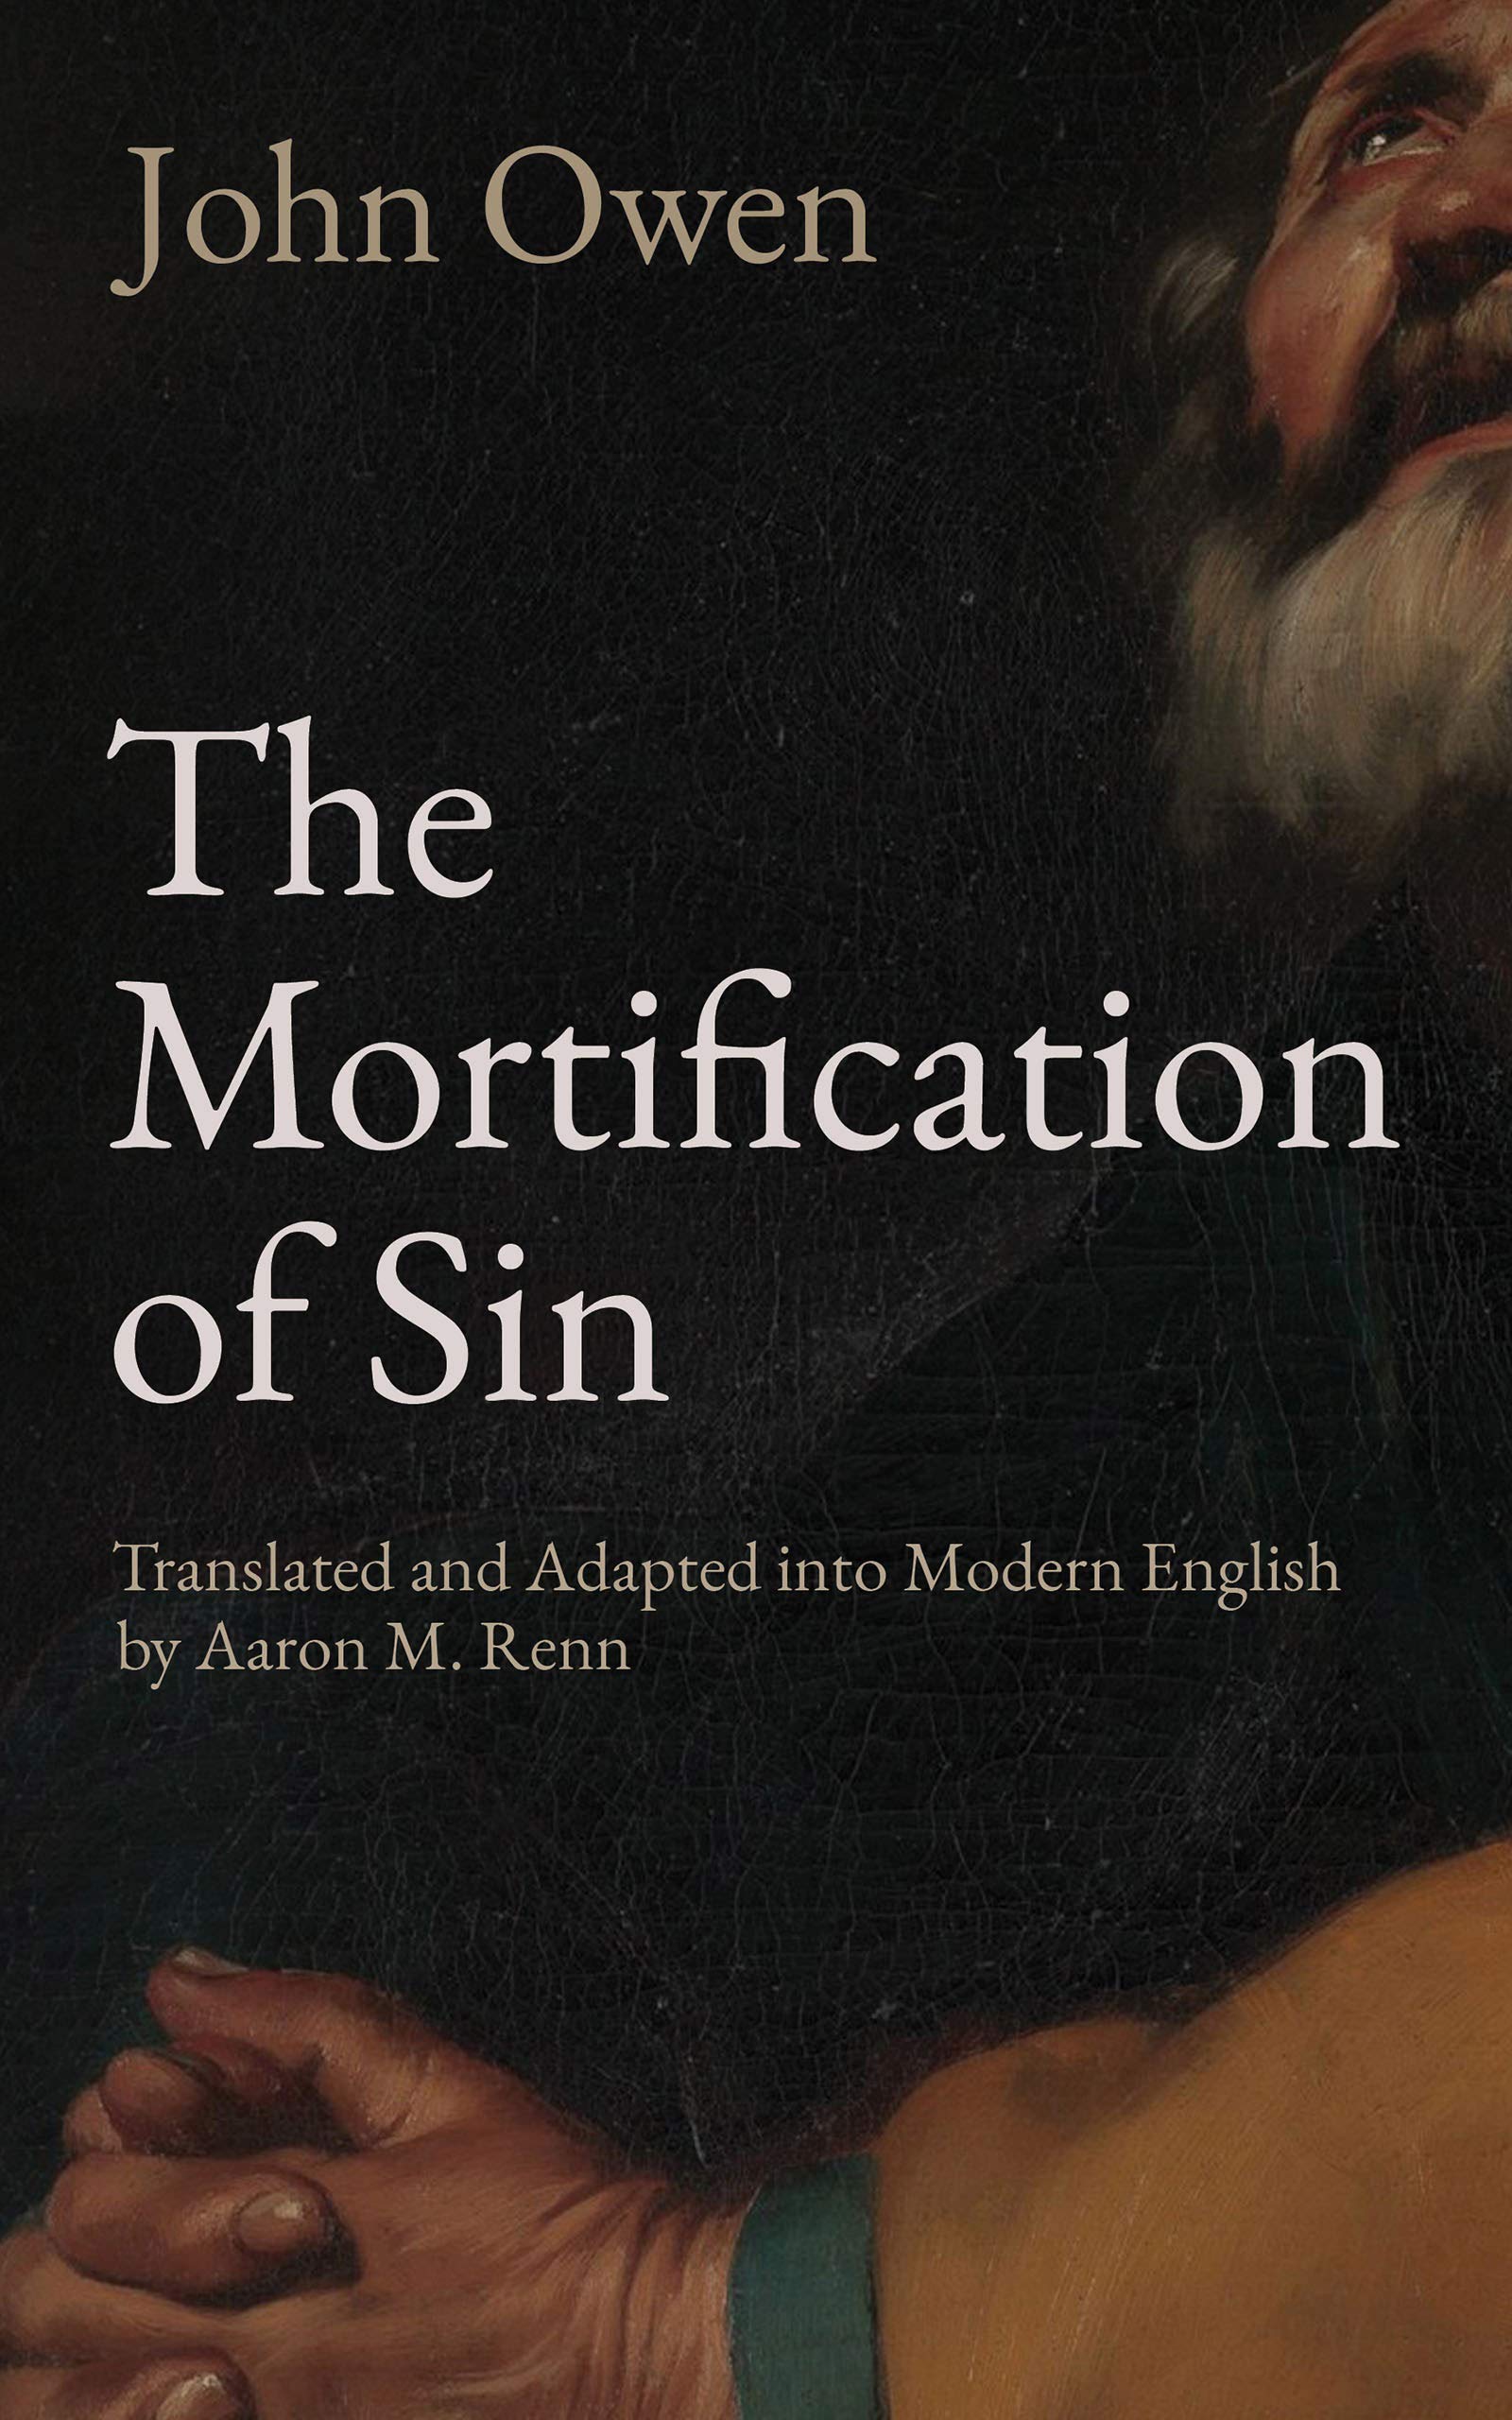 John Owen
The
Mortification
of Sin
Translated and Adapted into Modern English
by Aaron M. Renn